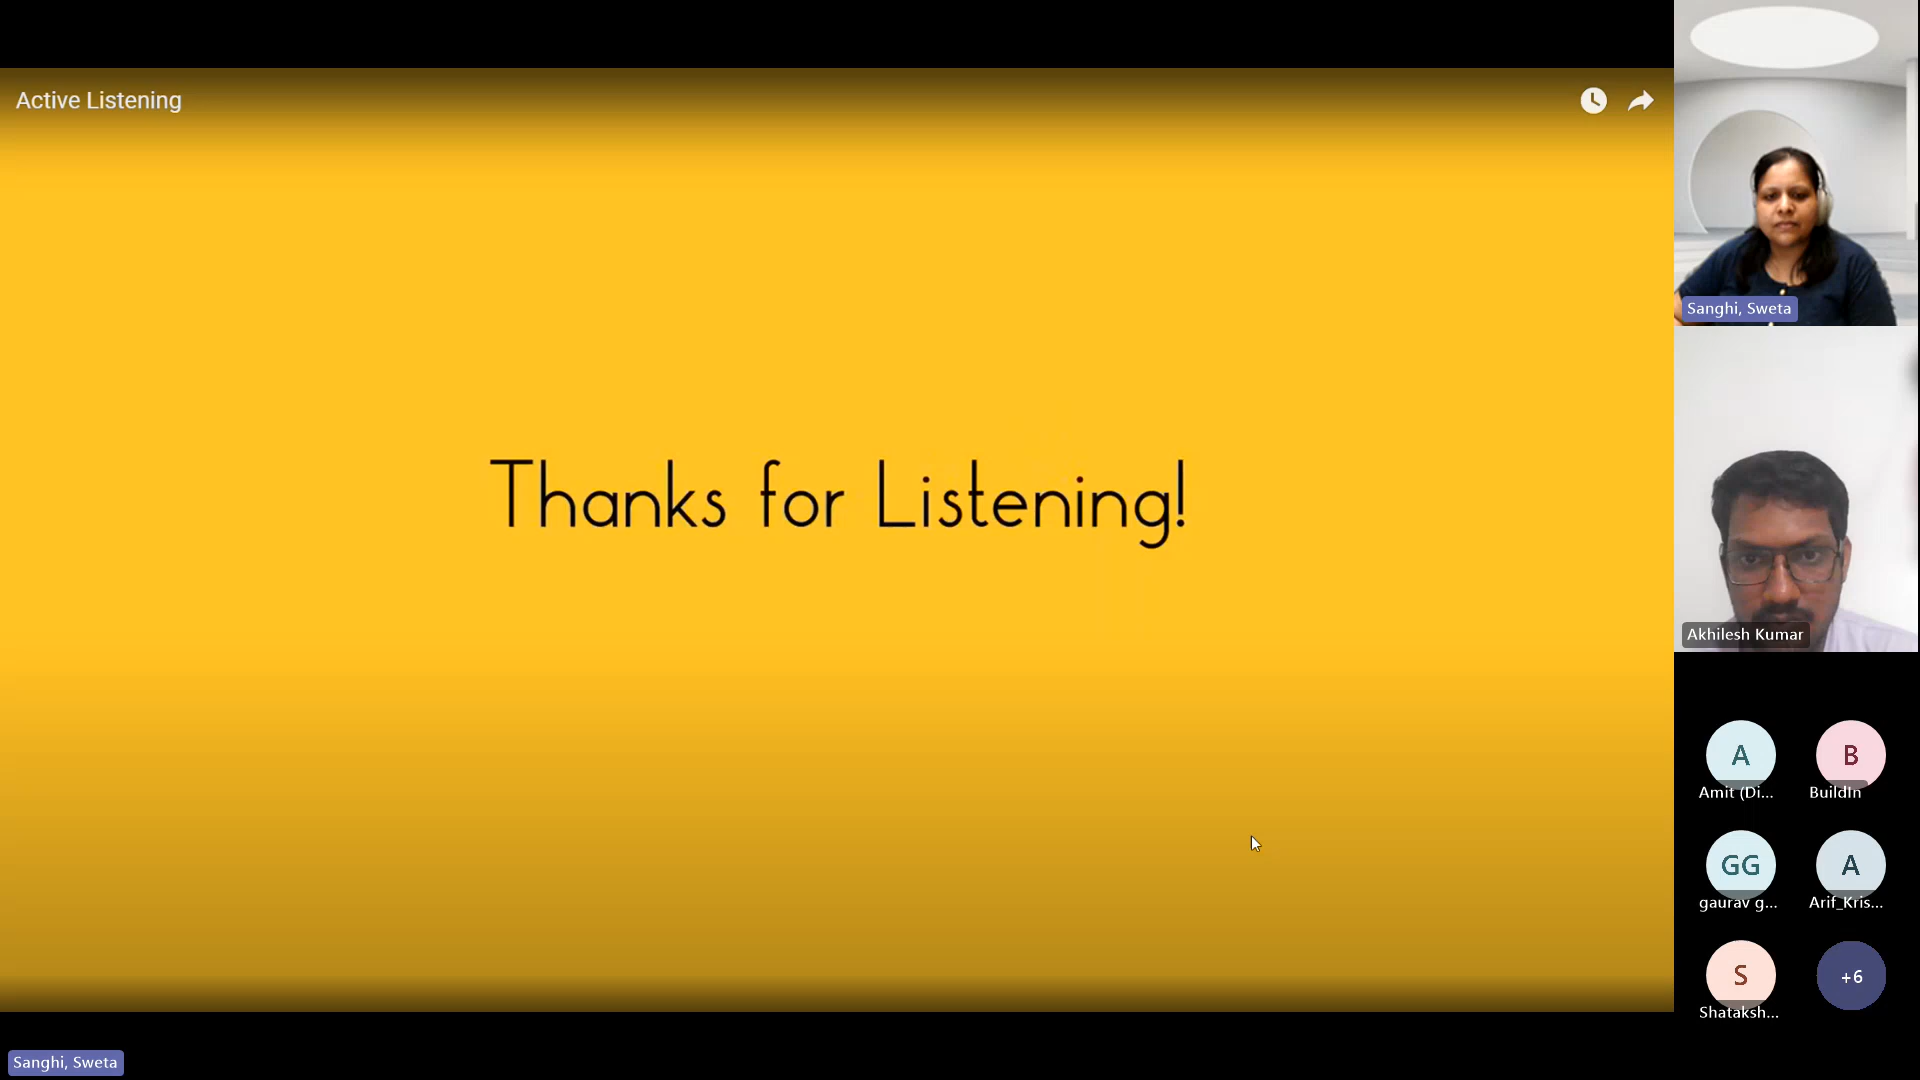 Active Listening
Thanks for Listening!
Sanghi, Sweta
Akhilesh Kumar
A
B
Amit (Di...
BuildIn
GG
A
gaurav g...
Arif_Kris...
S
+6
Shataksh...
Sanghi, Sweta